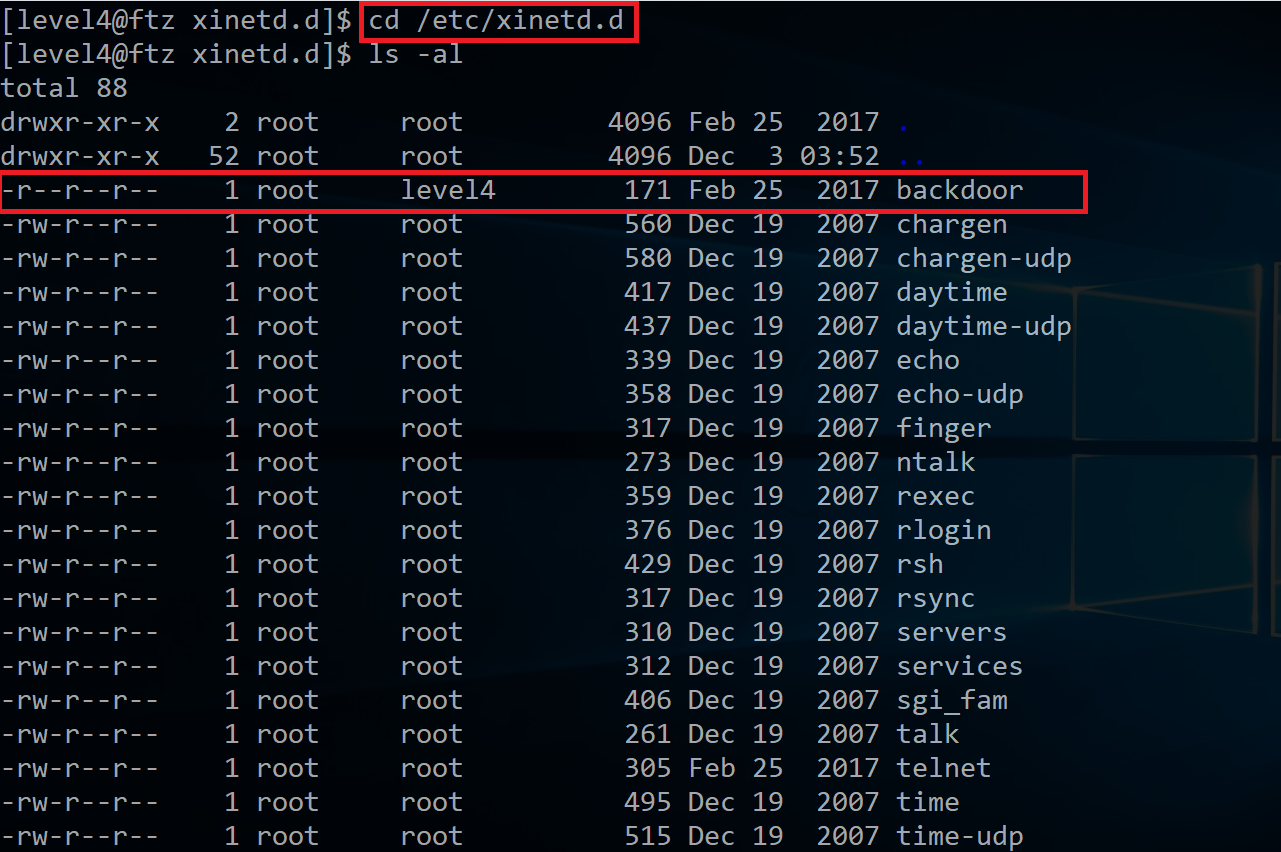 [level4@ftz xinetd.d]$ cd /etc/xinetd.d
[level4@ftz xinetd.d]$ ls -al
total 88
drwxr-xr-x    2 root     root         4096 Feb 25  2017 .
drwxr-xr-x   52 root     root         4096 Dec  3 03:52 ..
-r--r--r--    1 root     level4        171 Feb 25  2017 backdoor
-rw-r--r--    1 root     root          560 Dec 19  2007 chargen
-rw-r--r--    1 root     root          580 Dec 19  2007 chargen-udp
-rw-r--r--    1 root     root          417 Dec 19  2007 daytime
-rw-r--r--    1 root     root          437 Dec 19  2007 daytime-udp
-rw-r--r--    1 root     root          339 Dec 19  2007 echo
-rw-r--r--    1 root     root          358 Dec 19  2007 echo-udp
-rw-r--r--    1 root     root          317 Dec 19  2007 finger
-rw-r--r--    1 root     root          273 Dec 19  2007 ntalk
-rw-r--r--    1 root     root          359 Dec 19  2007 rexec
-rw-r--r--    1 root     root          376 Dec 19  2007 rlogin
-rw-r--r--    1 root     root          429 Dec 19  2007 rsh
-rw-r--r--    1 root     root          317 Dec 19  2007 rsync
-rw-r--r--    1 root     root          310 Dec 19  2007 servers
-rw-r--r--    1 root     root          312 Dec 19  2007 services
-rw-r--r--    1 root     root          406 Dec 19  2007 sgi_fam
-rw-r--r--    1 root     root          261 Dec 19  2007 talk
-rw-r--r--    1 root     root          305 Feb 25  2017 telnet
-rw-r--r--    1 root     root          495 Dec 19  2007 time
-rw-r--r--    1 root     root          515 Dec 19  2007 time-udp